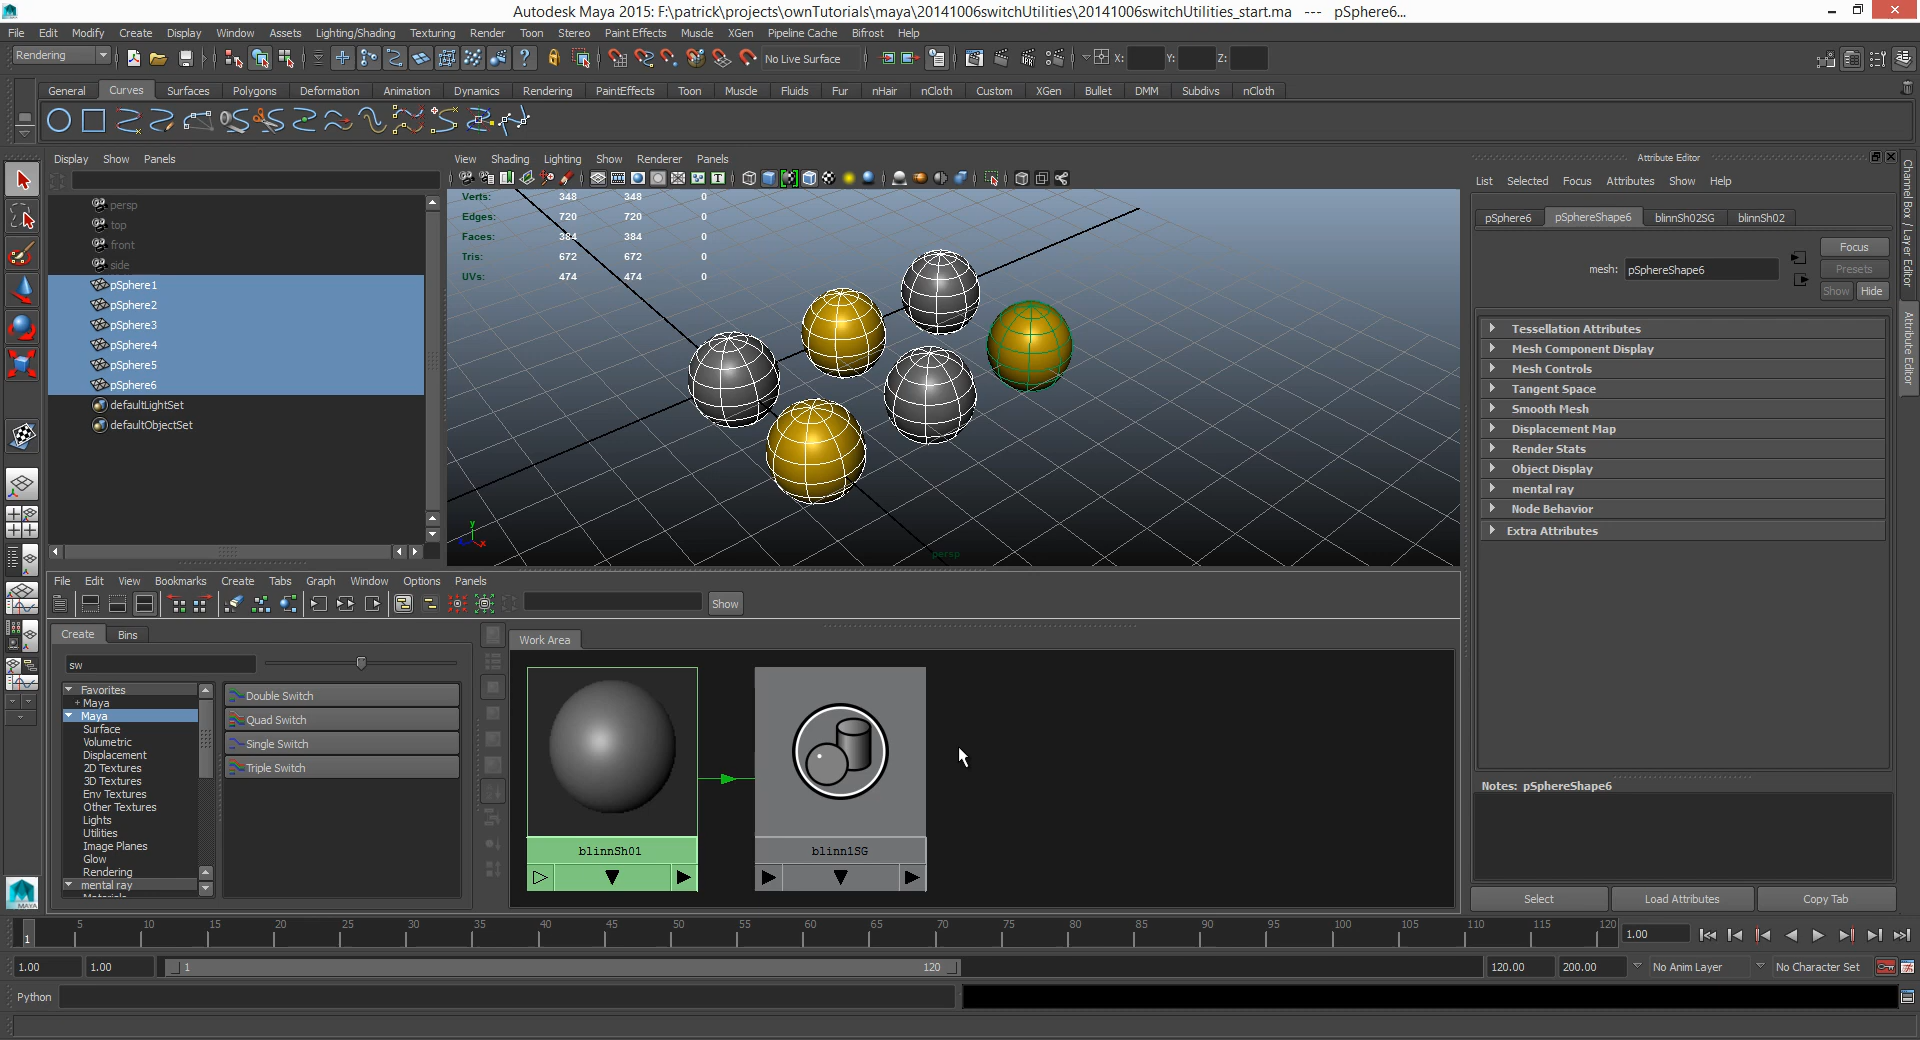 Autodesk Maya 2015: F:\patrick\projects\ownTutorials\maya\20141006switchUtilities\20141006switchUtilities_start.ma --- pSphere6...
File Edit Modify Create Display Window Assets Lighting/Shading Texturing Render Toon Stereo Paint Effects Muscle XGen Pipeline Cache Bifrost Help
Rendering No Live Surface X: Y: Z:
General Curves Surfaces Polygons Deformation Animation Dynamics Rendering PaintEffects Toon Muscle Fluids Fur nHair nCloth Custom XGen Bullet DMM Subdivs nCloth
Display Show Panels
persp
top
front
side
pSphere1
pSphere2
pSphere3
pSphere4
pSphere5
pSphere6
defaultLightSet
defaultObjectSet
View Shading Lighting Show Renderer Panels
Verts: 348 348 0
Edges: 720 720 0
Faces: 384 384 0
Tris: 672 672 0
UVs: 474 474 0
y
x
persp
Attribute Editor
List Selected Focus Attributes Show Help
pSphere6 pSphereShape6 blinnSh02SG blinnSh02
Focus
mesh: pSphereShape6 Presets
Show Hide
Tessellation Attributes
Mesh Component Display
Mesh Controls
Tangent Space
Smooth Mesh
Displacement Map
Render Stats
Object Display
mental ray
Node Behavior
Extra Attributes
Notes: pSphereShape6
Select Load Attributes Copy Tab
Channel Box / Layer Editor
Attribute Editor
File Edit View Bookmarks Create Tabs Graph Window Options Panels
Show
Create Bins
sw
Favorites
+ Maya
Maya
Surface
Volumetric
Displacement
2D Textures
3D Textures
Env Textures
Other Textures
Lights
Utilities
Image Planes
Glow
Rendering
mental ray
Double Switch
Quad Switch
Single Switch
Triple Switch
Work Area
blinnSh01
blinn1SG
MAYA
1 5 10 15 20 25 30 35 40 45 50 55 60 65 70 75 80 85 90 95 100 105 110 115 120 1.00
1.00 1.00 1 120 120.00 200.00 No Anim Layer No Character Set
Python